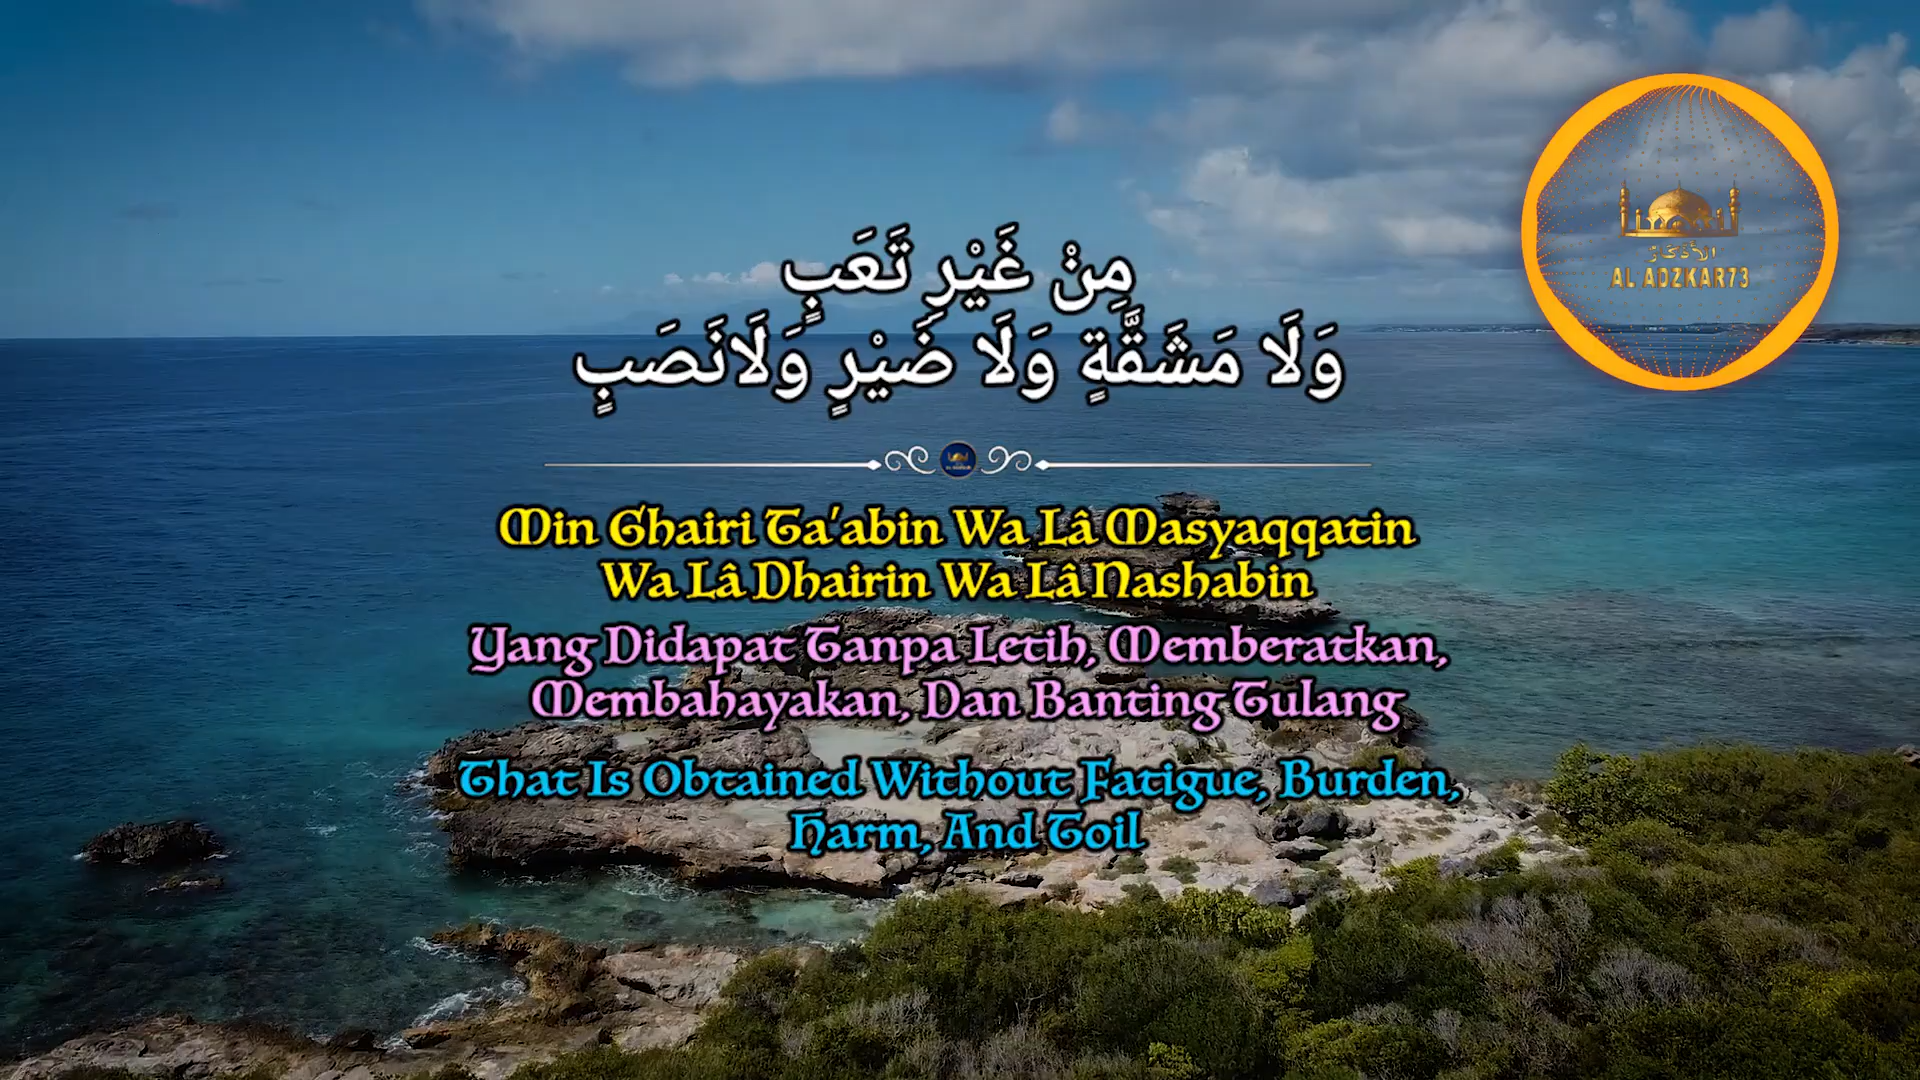 مِنْ غَيْرِ تَعَبٍ
وَلَا مَشَقَّةٍ وَلَا ضَيْرٍ وَلَانَصَبٍ
Min Ghairi Ta'abin Wa Lâ Masyaqqatin
Wa Lâ Dhairin Wa Lâ Nashabin
Yang Didapat Tanpa Letih, Memberatkan,
Membahayakan, Dan Banting Tulang
That Is Obtained Without Fatigue, Burden,
Harm, And Toil
الأذكار
AL ADZKAR73